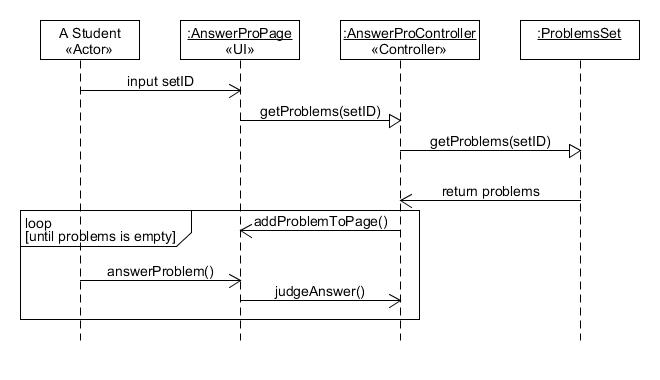 A Student
«Actor»
:AnswerProPage
«UI»
:AnswerProController
«Controller»
:ProblemsSet
input setID
getProblems(setID)
getProblems(setID)
return problems
loop
[until problems is empty]
addProblemToPage()
answerProblem()
judgeAnswer()